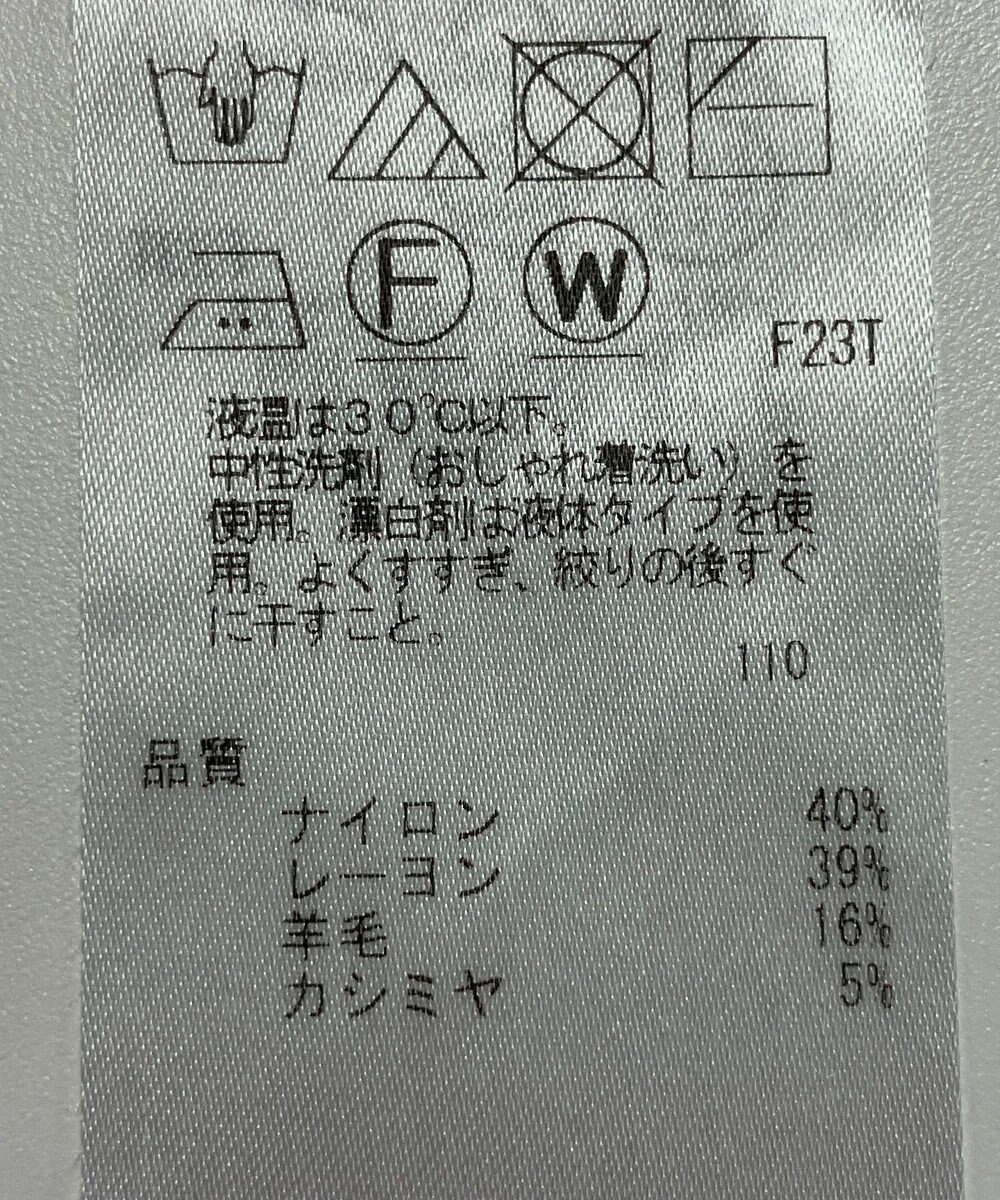 F
W
F23T
液温は30℃以下。
中性洗剤（おしゃれ着洗い）を
使用。漂白剤は液体タイプを使
用。よくすすぎ、絞りの後すぐ
に干すこと。
110
品質
ナイロン 40%
レーヨン 39%
羊毛 16%
カシミヤ 5%